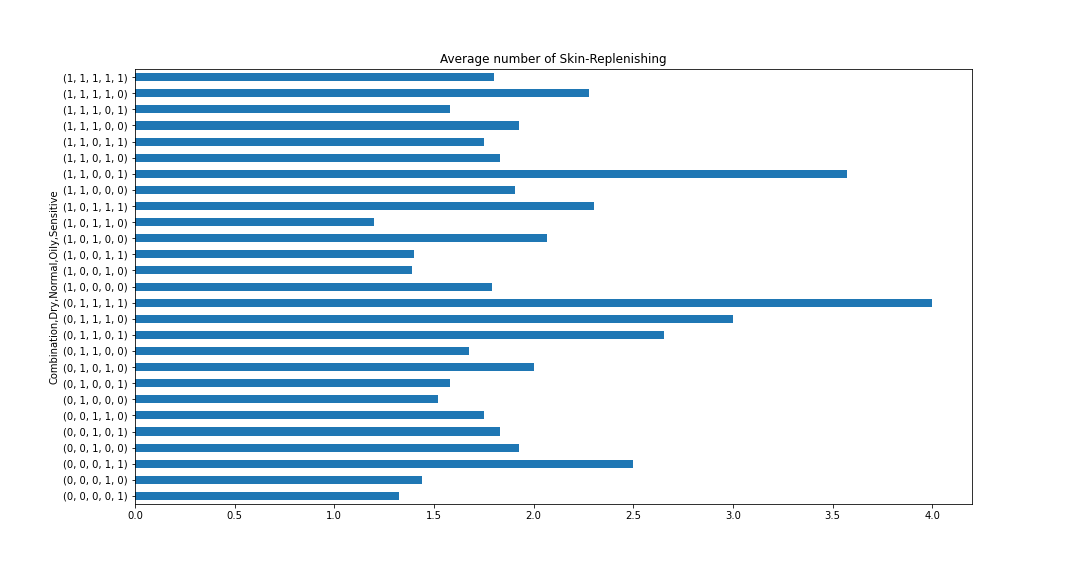 Average number of Skin-Replenishing
Combination,Dry,Normal,Oily,Sensitive
(1, 1, 1, 1, 1)
(1, 1, 1, 1, 0)
(1, 1, 1, 0, 1)
(1, 1, 1, 0, 0)
(1, 1, 0, 1, 1)
(1, 1, 0, 1, 0)
(1, 1, 0, 0, 1)
(1, 1, 0, 0, 0)
(1, 0, 1, 1, 1)
(1, 0, 1, 1, 0)
(1, 0, 1, 0, 0)
(1, 0, 0, 1, 1)
(1, 0, 0, 1, 0)
(1, 0, 0, 0, 0)
(0, 1, 1, 1, 1)
(0, 1, 1, 1, 0)
(0, 1, 1, 0, 1)
(0, 1, 1, 0, 0)
(0, 1, 0, 1, 0)
(0, 1, 0, 0, 1)
(0, 1, 0, 0, 0)
(0, 0, 1, 1, 0)
(0, 0, 1, 0, 1)
(0, 0, 1, 0, 0)
(0, 0, 0, 1, 1)
(0, 0, 0, 1, 0)
(0, 0, 0, 0, 1)
0.0 0.5 1.0 1.5 2.0 2.5 3.0 3.5 4.0